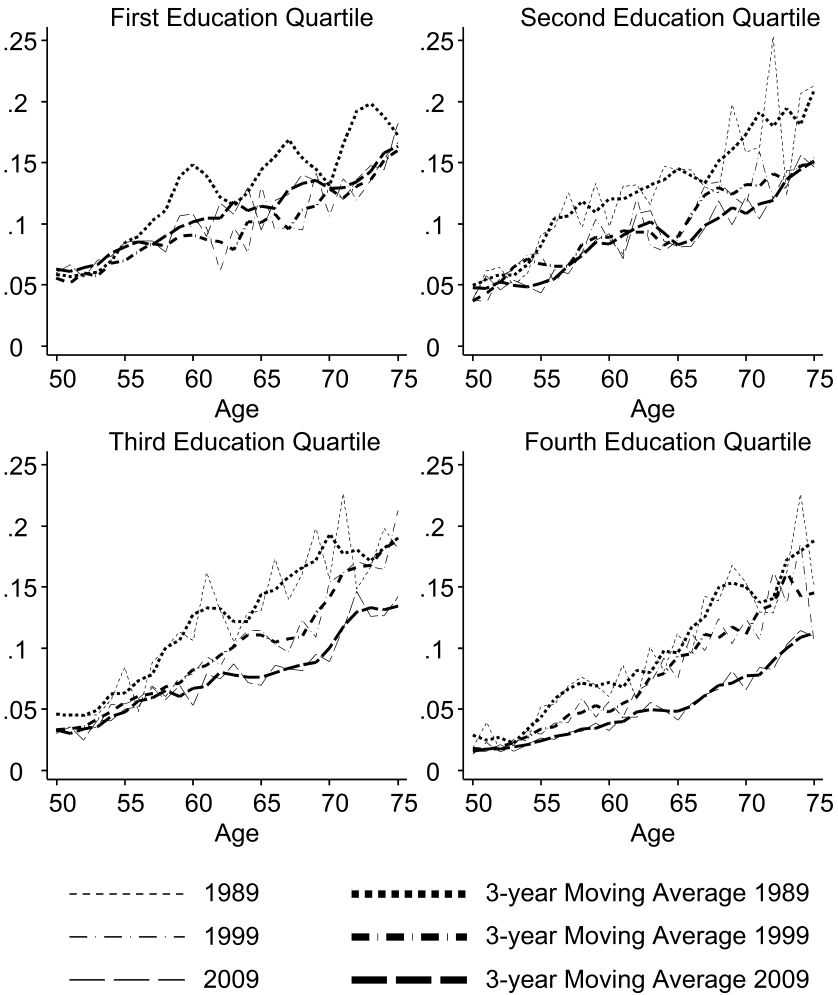 First Education Quartile
Second Education Quartile
.25
.2
.15
.1
.05
0
50 55 60 65 70 75
Age
.25
.2
.15
.1
.05
0
50 55 60 65 70 75
Age
Third Education Quartile
Fourth Education Quartile
.25
.2
.15
.1
.05
0
50 55 60 65 70 75
Age
.25
.2
.15
.1
.05
0
50 55 60 65 70 75
Age
1989
3-year Moving Average 1989
1999
3-year Moving Average 1999
2009
3-year Moving Average 2009